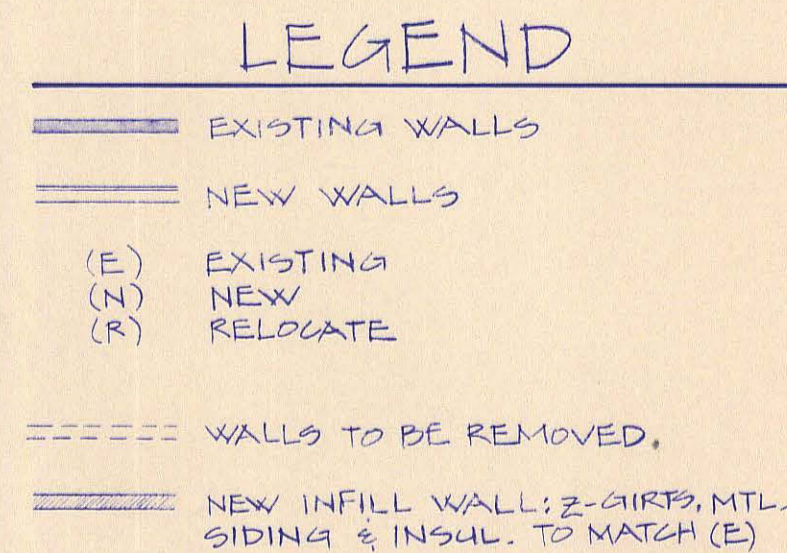 LEGEND
EXISTING WALLS
NEW WALLS
(E) EXISTING
(N) NEW
(R) RELOCATE
WALLS TO BE REMOVED.
NEW INFILL WALL: Z-GIRTS, MTL.
SIDING & INSUL. TO MATCH (E)